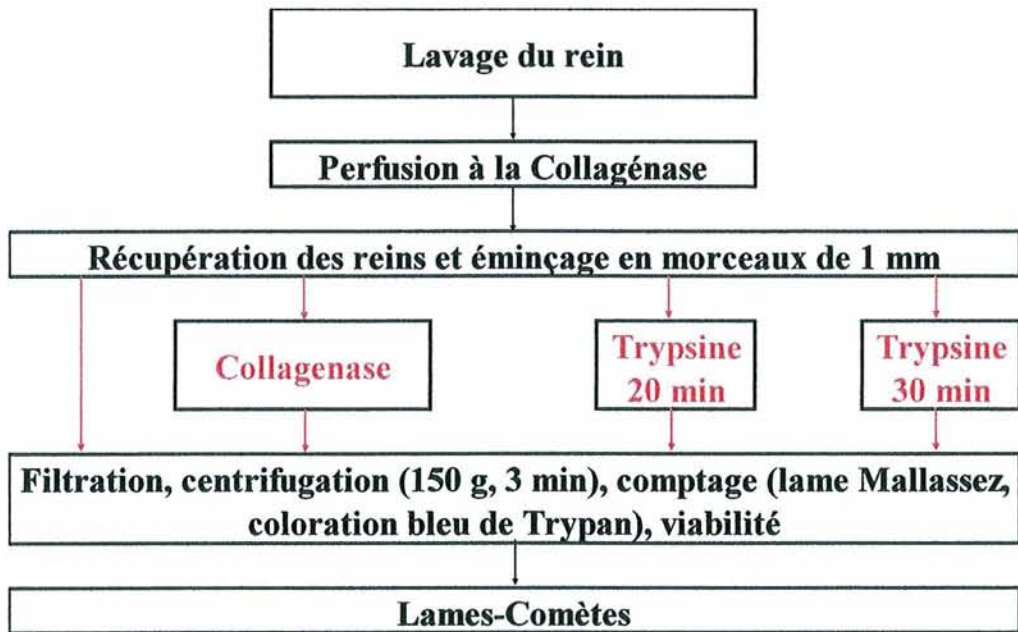 Lavage du rein
Perfusion à la Collagénase
Récupération des reins et éminçage en morceaux de 1 mm
Collagenase
Trypsine
20 min
Trypsine
30 min
Filtration, centrifugation (150 g, 3 min), comptage (lame Mallassez,
coloration bleu de Trypan), viabilité
Lames-Comètes